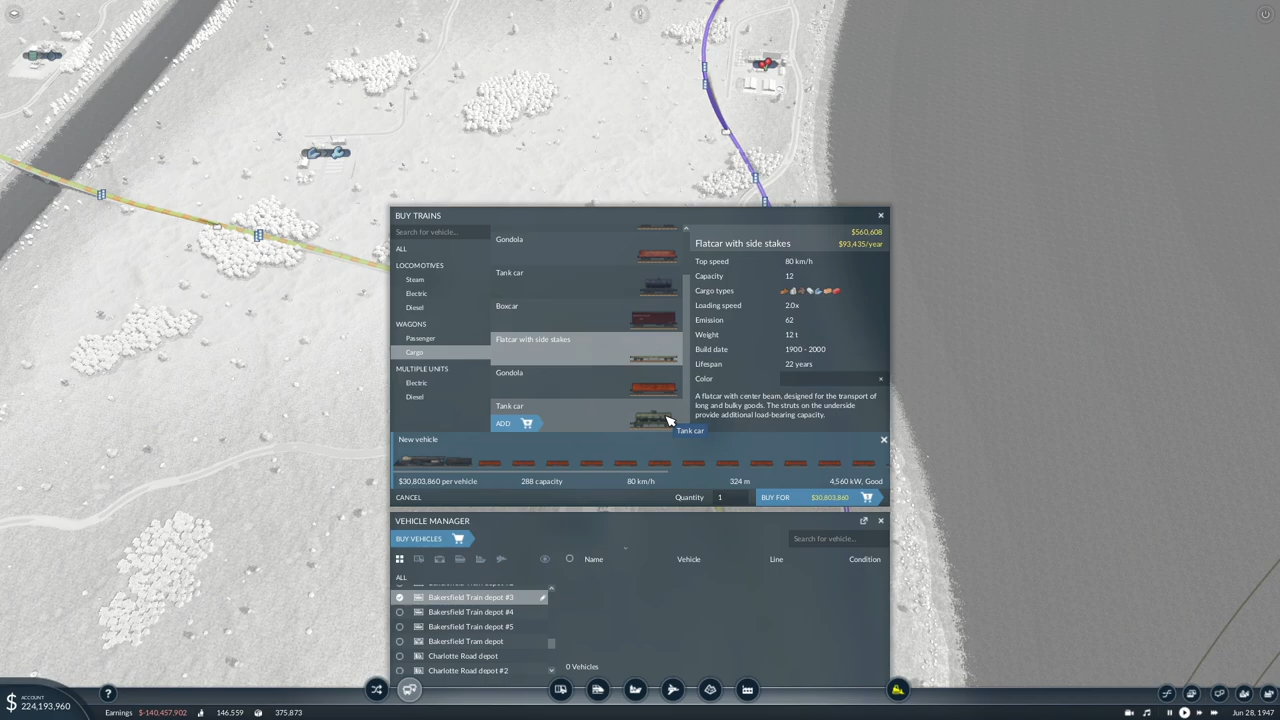 BUY TRAINS
Search for vehicle...
ALL
LOCOMOTIVES
Steam
Electric
Diesel
WAGONS
Passenger
Cargo
MULTIPLE UNITS
Electric
Diesel
Gondola
Tank car
Boxcar
Flatcar with side stakes
Gondola
Tank car
ADD
Tank car
$560,608
Flatcar with side stakes $93,435/year
Top speed 80 km/h
Capacity 12
Cargo types
Loading speed 2.0x
Emission 62
Weight 12 t
Build date 1900 - 2000
Lifespan 22 years
Color
A flatcar with center beam, designed for the transport of
long and bulky goods. The struts on the underside
provide additional load-bearing capacity.
New vehicle
$30,803,860 per vehicle 288 capacity 80 km/h 324 m 4,560 kW, Good
CANCEL Quantity 1 BUY FOR $30,803,860
VEHICLE MANAGER
BUY VEHICLES Search for vehicle...
Name Vehicle Line Condition
ALL
Bakersfield Train depot #3
Bakersfield Train depot #4
Bakersfield Train depot #5
Bakersfield Tram depot
Charlotte Road depot
Charlotte Road depot #2
0 Vehicles
ACCOUNT
$ 224,193,960
?
Earnings $-140,457,902 146,559 375,873 Jun 28, 1947